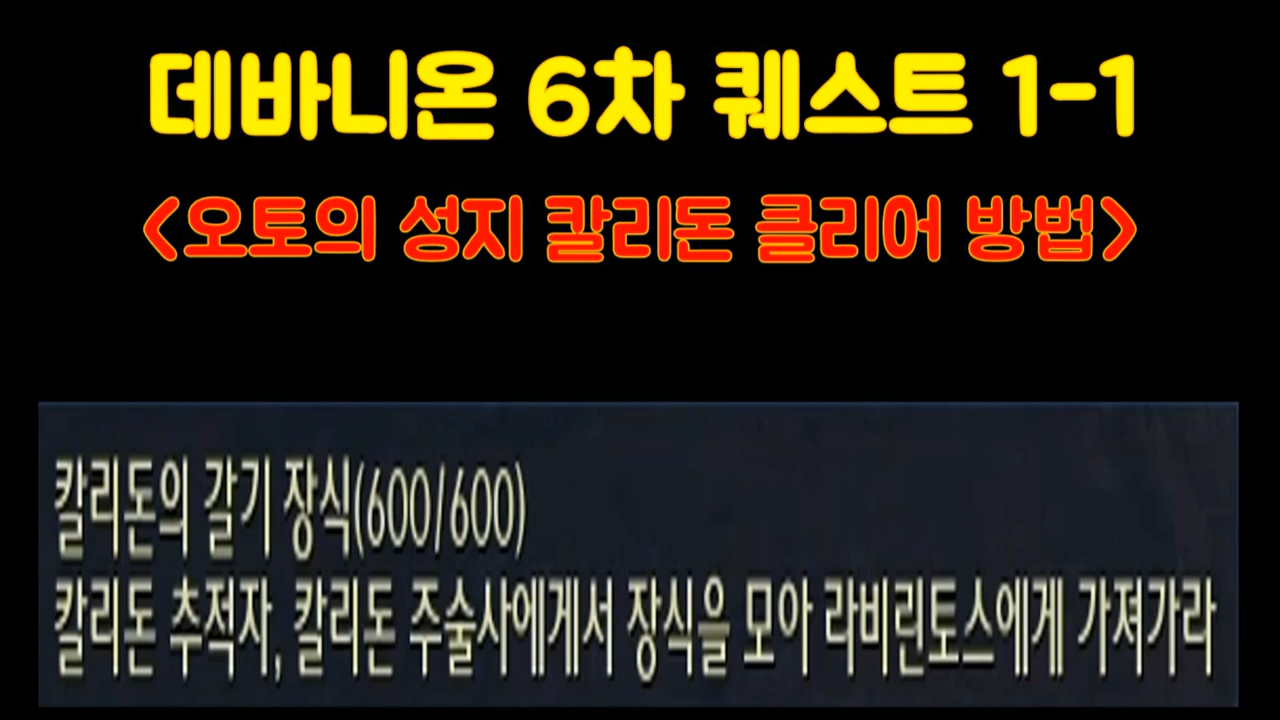 데바니온 6차 퀘스트 1-1
<오토의 성지 칼리돈 클리어 방법>
칼리돈의 갈기 장식(600/600)
칼리돈 추적자, 칼리돈 주술사에게서 장식을 모아 라비린토스에게 가져가라